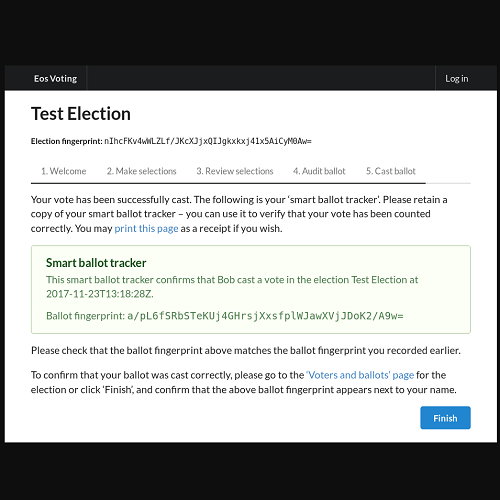 Eos Voting
Log in
Test Election
Election fingerprint: nIhcFKv4wWLZLf/JKcXJjxQIJgkxkxj41x5AiCyM0Aw=
1. Welcome 2. Make selections 3. Review selections 4. Audit ballot 5. Cast ballot
Your vote has been successfully cast. The following is your ‘smart ballot tracker’. Please retain a
copy of your smart ballot tracker – you can use it to verify that your vote has been counted
correctly. You may print this page as a receipt if you wish.
Smart ballot tracker
This smart ballot tracker confirms that Bob cast a vote in the election Test Election at
2017-11-23T13:18:28Z.
Ballot fingerprint: a/pL6fSRbSTeKUj4GHrsjXxsfplWJawXVjJDoK2/A9w=
Please check that the ballot fingerprint above matches the ballot fingerprint you recorded earlier.
To confirm that your ballot was cast correctly, please go to the ‘Voters and ballots’ page for the
election or click ‘Finish’, and confirm that the above ballot fingerprint appears next to your name.
Finish